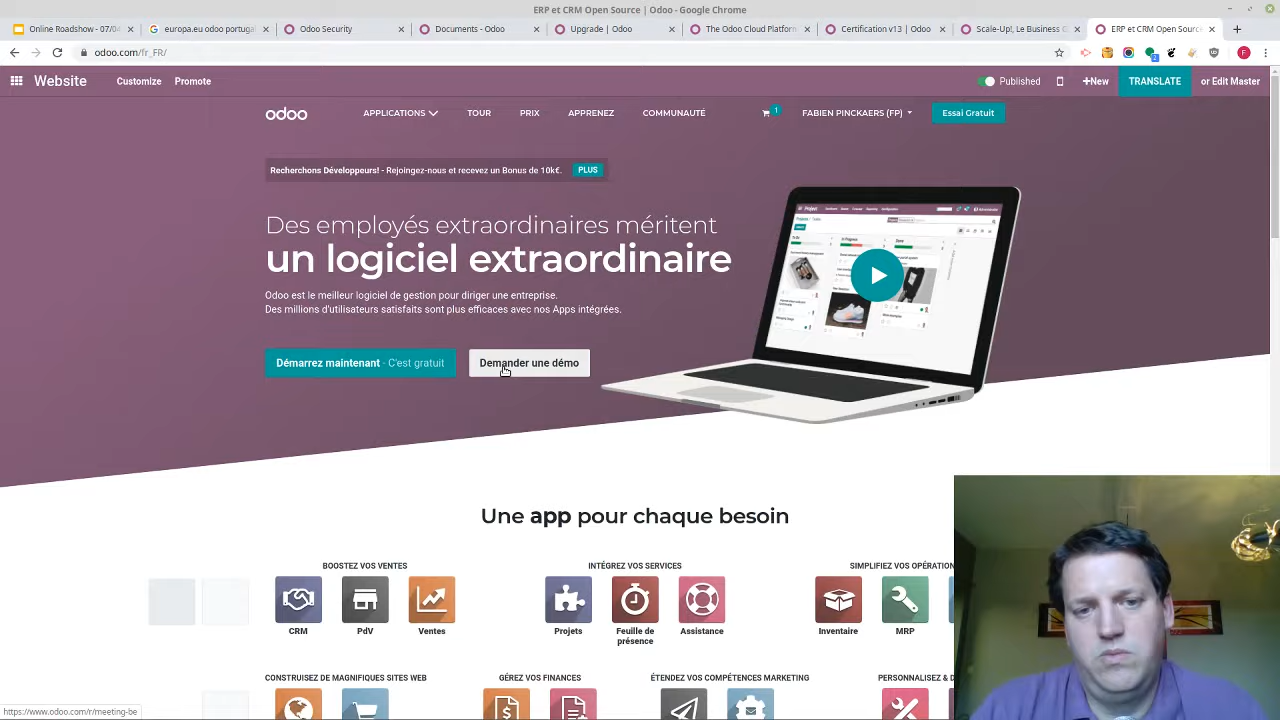 ERP et CRM Open Source | Odoo - Google Chrome
Online Roadshow - 07/04
europa.eu odoo portugal
Odoo Security
Documents - Odoo
Upgrade | Odoo
The Odoo Cloud Platform
Certification v13 | Odoo
Scale-Up!, Le Business G
ERP et CRM Open Source
odoo.com/fr_FR/
Website
Customize
Promote
Published
+New
TRANSLATE
or Edit Master
odoo
APPLICATIONS
TOUR
PRIX
APPRENEZ
COMMUNAUTÉ
1
FABIEN PINCKAERS (FP)
Essai Gratuit
Recherchons Développeurs! - Rejoingez-nous et recevez un Bonus de 10k€.
PLUS
Des employés extraordinaires méritent
un logiciel extraordinaire
Odoo est le meilleur logiciel de gestion pour diriger une entreprise.
Des millions d'utilisateurs satisfaits sont plus efficaces avec nos Apps intégrées.
Démarrez maintenant - C'est gratuit
Demander une démo
Une app pour chaque besoin
BOOSTEZ VOS VENTES
INTÉGREZ VOS SERVICES
SIMPLIFIEZ VOS OPÉRATION
CRM
PdV
Ventes
Projets
Feuille de
présence
Assistance
Inventaire
MRP
CONSTRUISEZ DE MAGNIFIQUES SITES WEB
GÉREZ VOS FINANCES
ÉTENDEZ VOS COMPÉTENCES MARKETING
PERSONNALISEZ & D
https://www.odoo.com/r/meeting-be